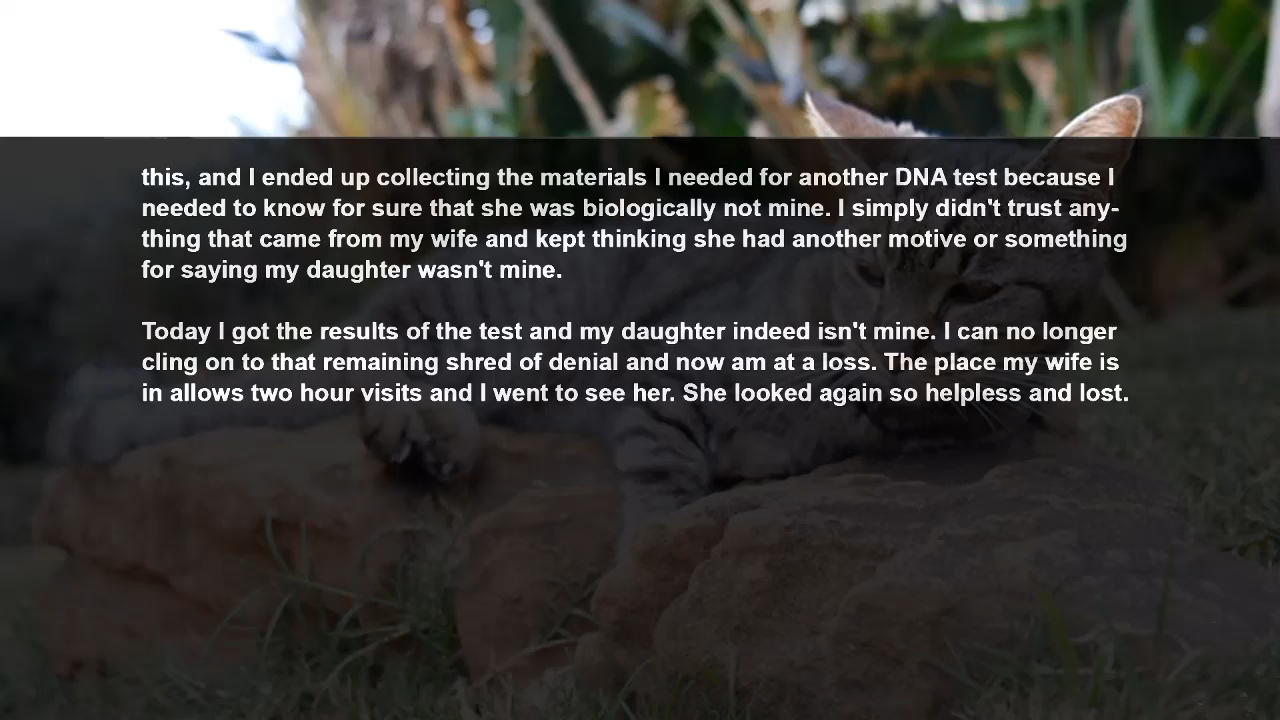 this, and I ended up collecting the materials I needed for another DNA test because I
needed to know for sure that she was biologically not mine. I simply didn't trust any-
thing that came from my wife and kept thinking she had another motive or something
for saying my daughter wasn't mine.
Today I got the results of the test and my daughter indeed isn't mine. I can no longer
cling on to that remaining shred of denial and now am at a loss. The place my wife is
in allows two hour visits and I went to see her. She looked again so helpless and lost.